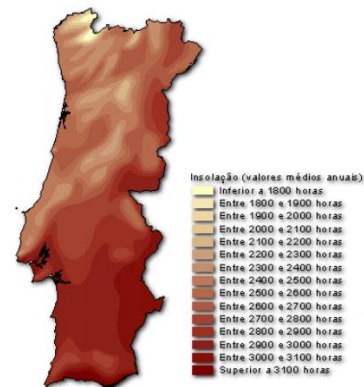 Insolação (valores médios anuais)
Inferior a 1800 horas
Entre 1800 e 1900 horas
Entre 1900 e 2000 horas
Entre 2000 e 2100 horas
Entre 2100 e 2200 horas
Entre 2200 e 2300 horas
Entre 2300 e 2400 horas
Entre 2400 e 2500 horas
Entre 2500 e 2600 horas
Entre 2600 e 2700 horas
Entre 2700 e 2800 horas
Entre 2800 e 2900 horas
Entre 2900 e 3000 horas
Entre 3000 e 3100 horas
Superior a 3100 horas